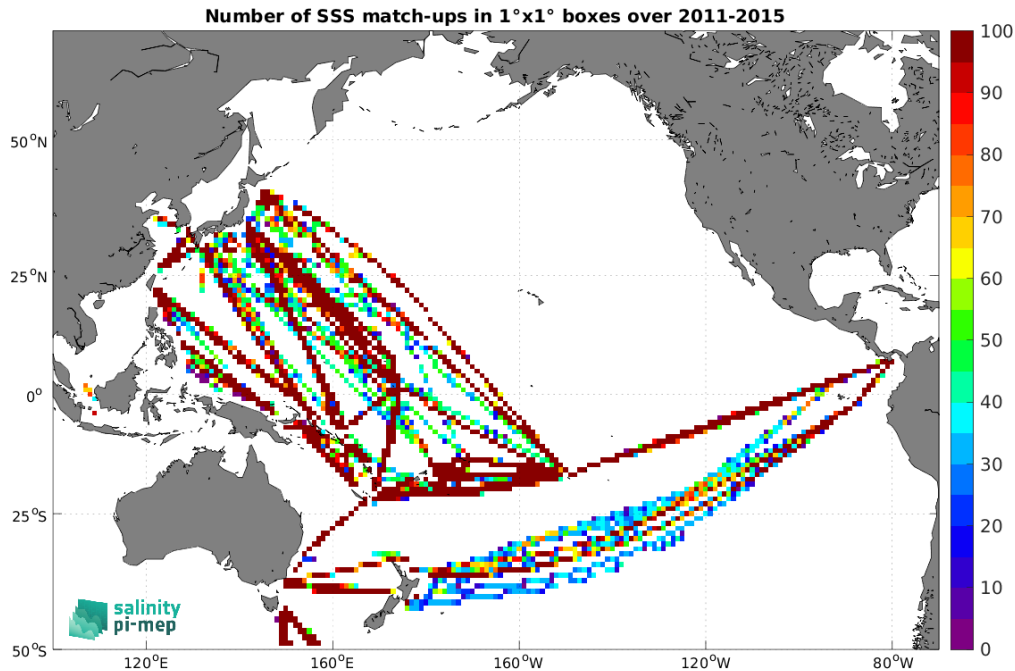 Number of SSS match-ups in 1°x1° boxes over 2011-2015
100
90
80
70
60
50
40
30
20
10
0
50°N
25°N
0°
25°S
50°S
120°E
160°E
160°W
120°W
80°W
salinity
pi-mep